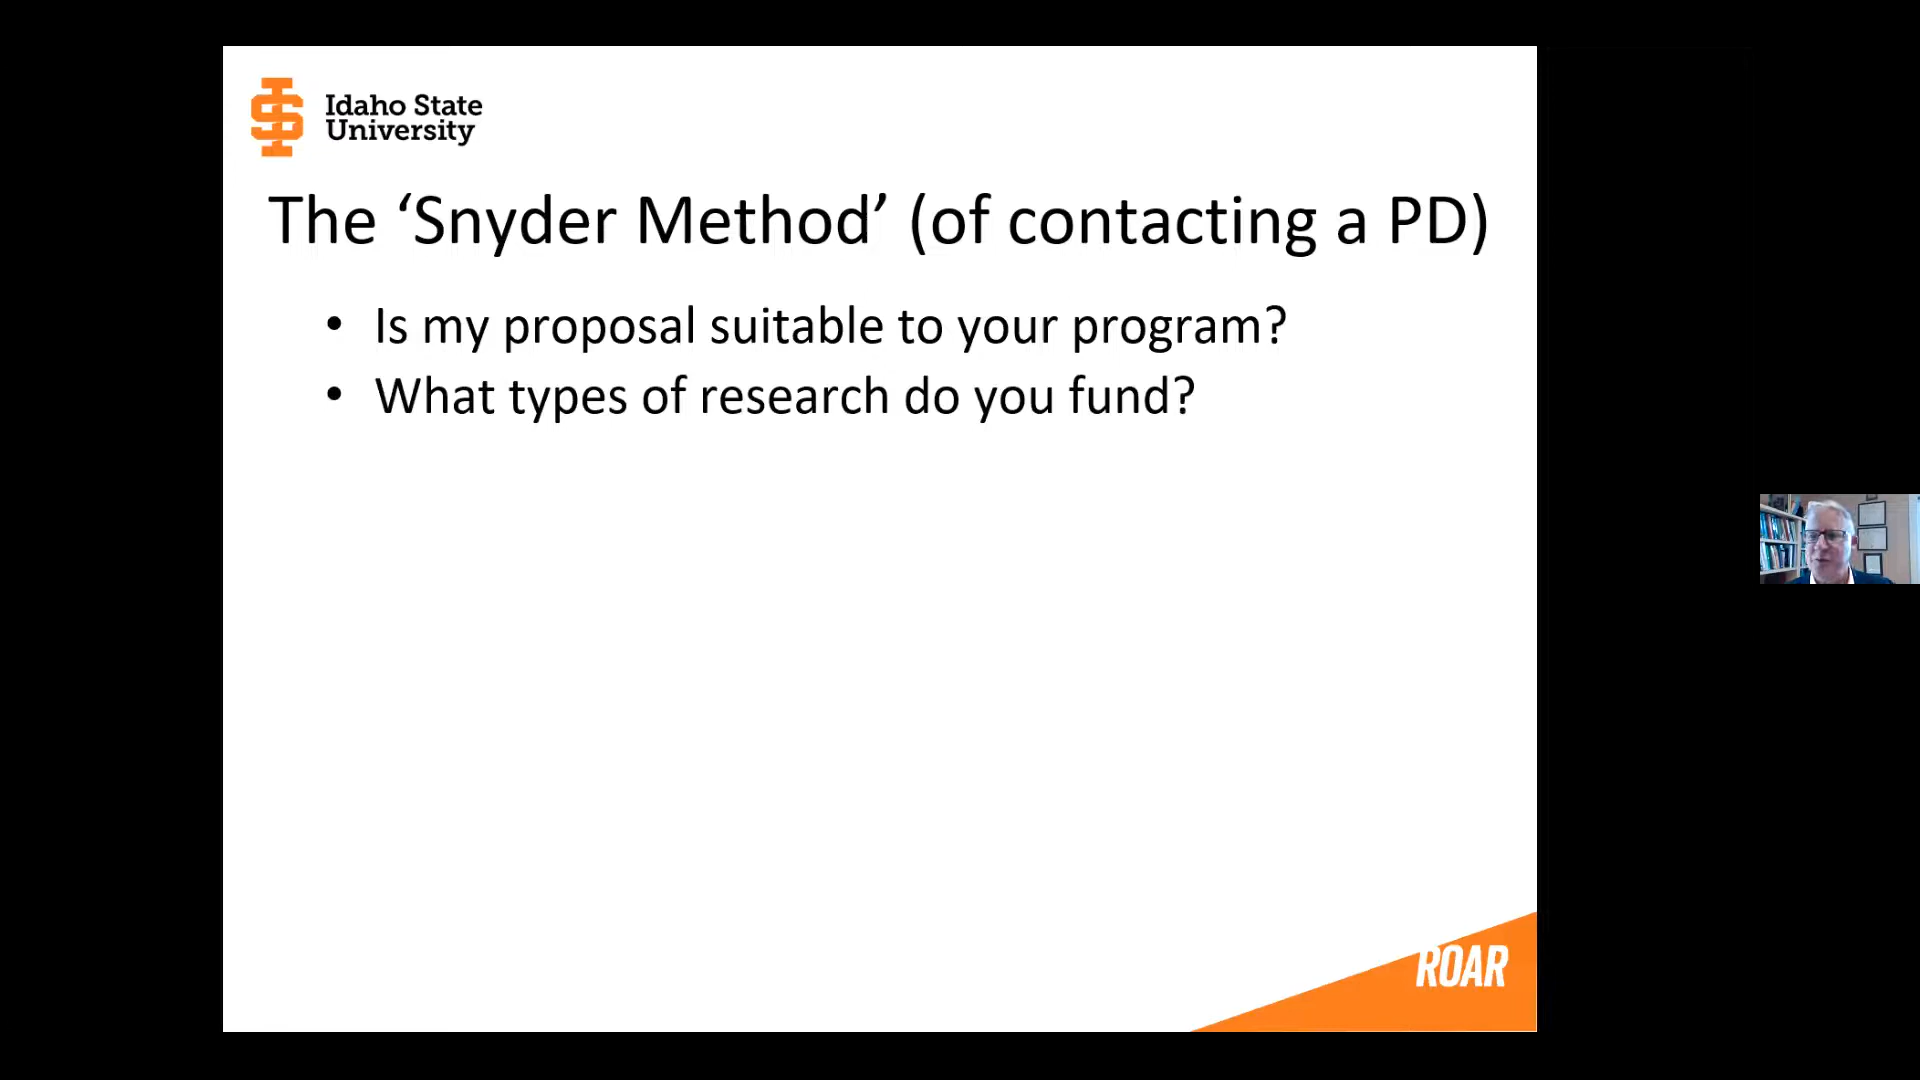 Idaho State
University
The ‘Snyder Method’ (of contacting a PD)
• Is my proposal suitable to your program?
• What types of research do you fund?
ROAR